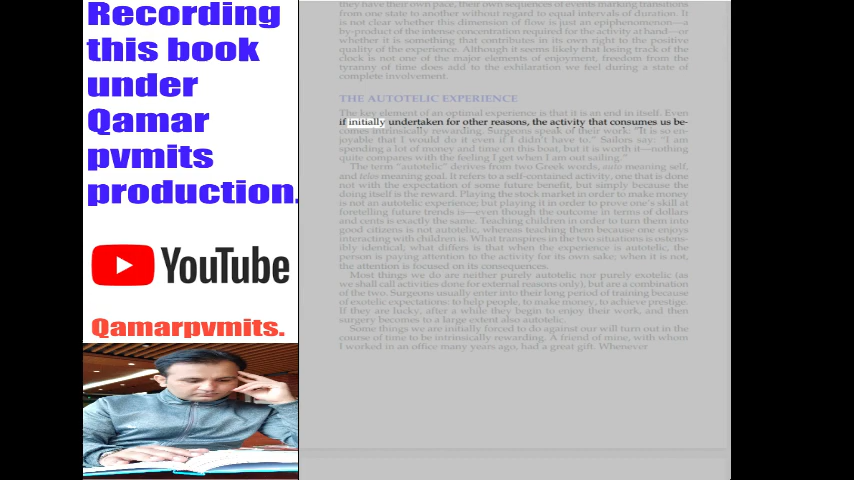 Recording
this book
under
Qamar
pvmits
production.
YouTube
Qamarpvmits.
they have their own pace, their own sequences of events marking transitions
from one state to another without regard to equal intervals of duration. It
is not clear whether this dimension of flow is just an epiphenomenon—a
by-product of the intense concentration required for the activity at hand—or
whether it is something that contributes in its own right to the positive
quality of the experience. Although it seems likely that losing track of the
clock is not one of the major elements of enjoyment, freedom from the
tyranny of time does add to the exhilaration we feel during a state of
complete involvement.
THE AUTOTELIC EXPERIENCE
The key element of an optimal experience is that it is an end in itself. Even
if initially undertaken for other reasons, the activity that consumes us be-
comes intrinsically rewarding. Surgeons speak of their work: "It is so en-
joyable that I would do it even if I didn't have to." Sailors say: "I am
spending a lot of money and time on this boat, but it is worth it—nothing
quite compares with the feeling I get when I am out sailing."
The term "autotelic" derives from two Greek words, auto meaning self,
and telos meaning goal. It refers to a self-contained activity, one that is done
not with the expectation of some future benefit, but simply because the
doing itself is the reward. Playing the stock market in order to make money
is not an autotelic experience; but playing it in order to prove one's skill at
foretelling future trends is—even though the outcome in terms of dollars
and cents is exactly the same. Teaching children in order to turn them into
good citizens is not autotelic, whereas teaching them because one enjoys
interacting with children is. What transpires in the two situations is ostens-
ibly identical; what differs is that when the experience is autotelic, the
person is paying attention to the activity for its own sake; when it is not,
the attention is focused on its consequences.
Most things we do are neither purely autotelic nor purely exotelic (as
we shall call activities done for external reasons only), but are a combination
of the two. Surgeons usually enter into their long period of training because
of exotelic expectations: to help people, to make money, to achieve prestige.
If they are lucky, after a while they begin to enjoy their work, and then
surgery becomes to a large extent also autotelic.
Some things we are initially forced to do against our will turn out in the
course of time to be intrinsically rewarding. A friend of mine, with whom
I worked in an office many years ago, had a great gift. Whenever